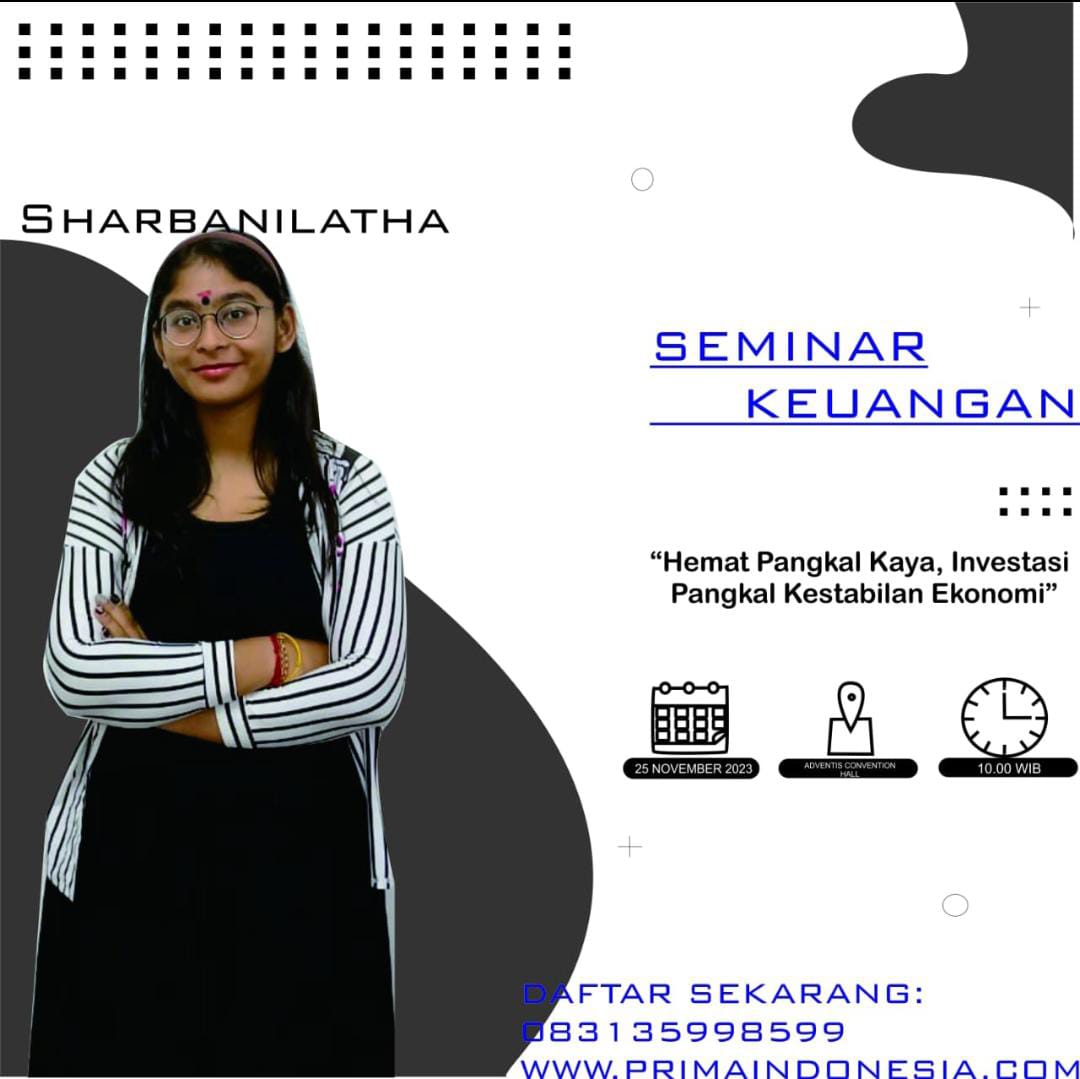 SHARBANILATHA
SEMINAR
KEUANGAN
“Hemat Pangkal Kaya, Investasi
Pangkal Kestabilan Ekonomi”
25 NOVEMBER 2023
ADVENTIS CONVENTION
HALL
10.00 WIB
DAFTAR SEKARANG:
083135998599
WWW.PRIMAINDONESIA.COM